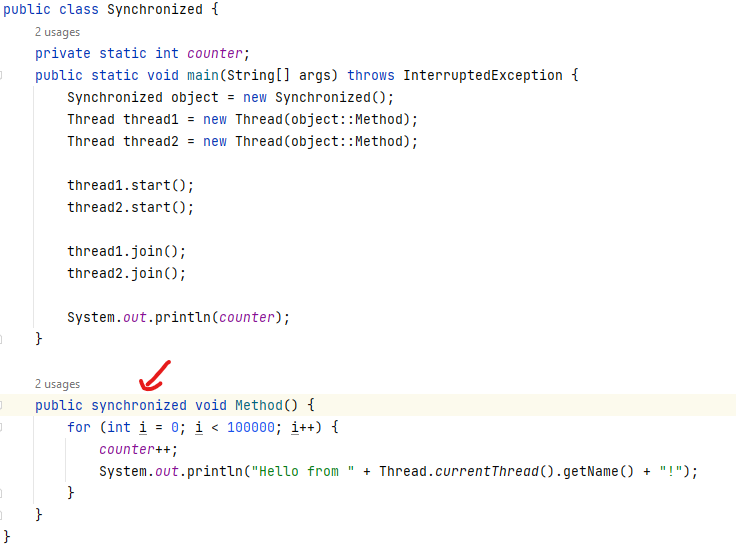 public class Synchronized {
2 usages
private static int counter;
public static void main(String[] args) throws InterruptedException {
Synchronized object = new Synchronized();
Thread thread1 = new Thread(object::Method);
Thread thread2 = new Thread(object::Method);
thread1.start();
thread2.start();
thread1.join();
thread2.join();
System.out.println(counter);
}
2 usages
public synchronized void Method() {
for (int i = 0; i < 100000; i++) {
counter++;
System.out.println("Hello from " + Thread.currentThread().getName() + "!");
}
}
}